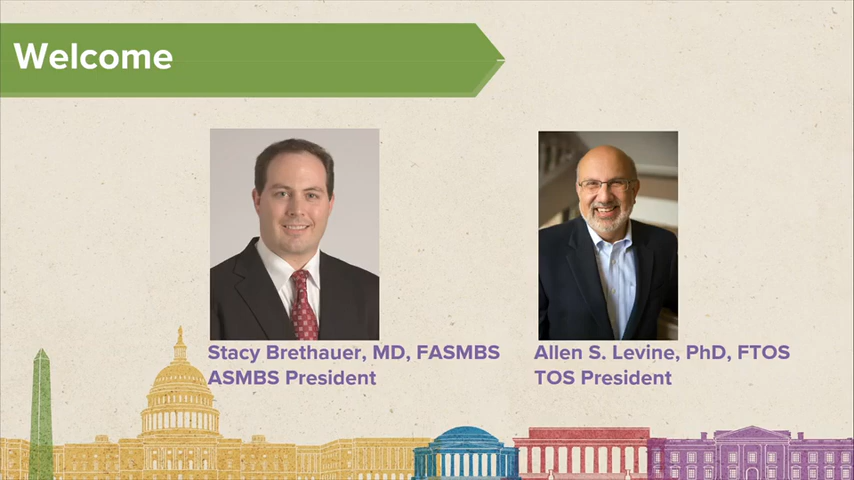 Welcome
Stacy Brethauer, MD, FASMBS
ASMBS President
Allen S. Levine, PhD, FTOS
TOS President